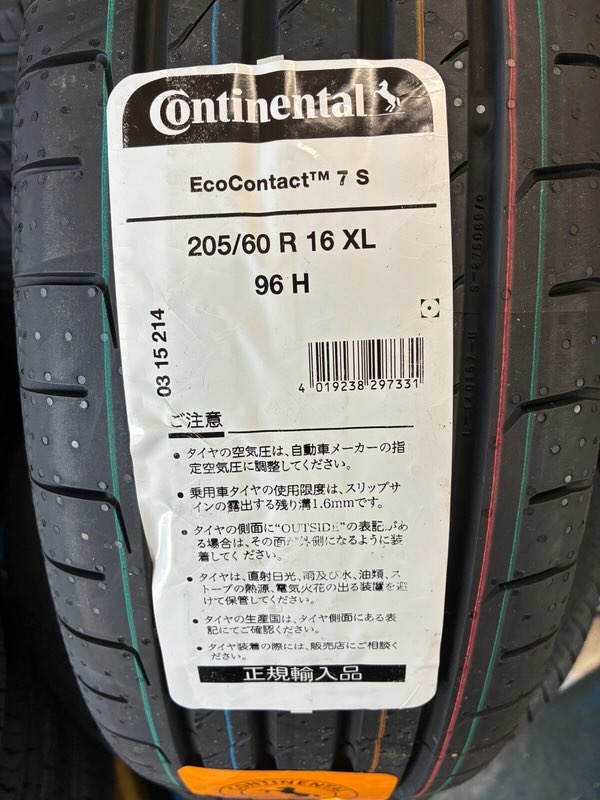 Continental
EcoContact™ 7 S
205/60 R 16 XL
96 H
03 15 214
4 019238 297331
ご注意
● タイヤの空気圧は、自動車メーカーの指
定空気圧に調整してください。
● 乗用車タイヤの使用限度は、スリップサ
インの露出する残り溝1.6mmです。
● タイヤの側面に“OUTSIDE”の表記があ
る場合は、その面が外側になるように装
着してください。
● タイヤは、直射日光、雨及び水、油類、ス
トーブの熱源、電気火花の出る装置を避
けて保管してください。
● タイヤの生産国は、タイヤ側面にある表
記にてご確認ください。
● タイヤ装着の際には、販売店にご相談く
ださい。
正規輸入品
CONTINENTAL